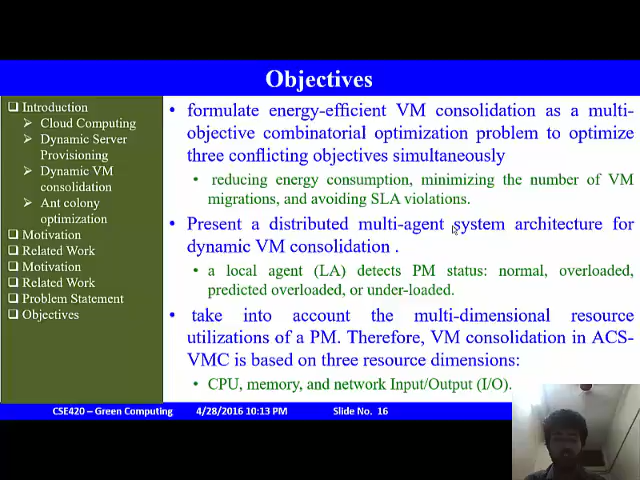 Objectives
❑ Introduction
➢ Cloud Computing
➢ Dynamic Server
Provisioning
➢ Dynamic VM
consolidation
➢ Ant colony
optimization
❑ Motivation
❑ Related Work
❑ Motivation
❑ Related Work
❑ Problem Statement
❑ Objectives
• formulate energy-efficient VM consolidation as a multi-
objective combinatorial optimization problem to optimize
three conflicting objectives simultaneously
• reducing energy consumption, minimizing the number of VM
migrations, and avoiding SLA violations.
• Present a distributed multi-agent system architecture for
dynamic VM consolidation .
• a local agent (LA) detects PM status: normal, overloaded,
predicted overloaded, or under-loaded.
• take into account the multi-dimensional resource
utilizations of a PM. Therefore, VM consolidation in ACS-
VMC is based on three resource dimensions:
• CPU, memory, and network Input/Output (I/O).
CSE420 – Green Computing 4/28/2016 10:13 PM Slide No. 16